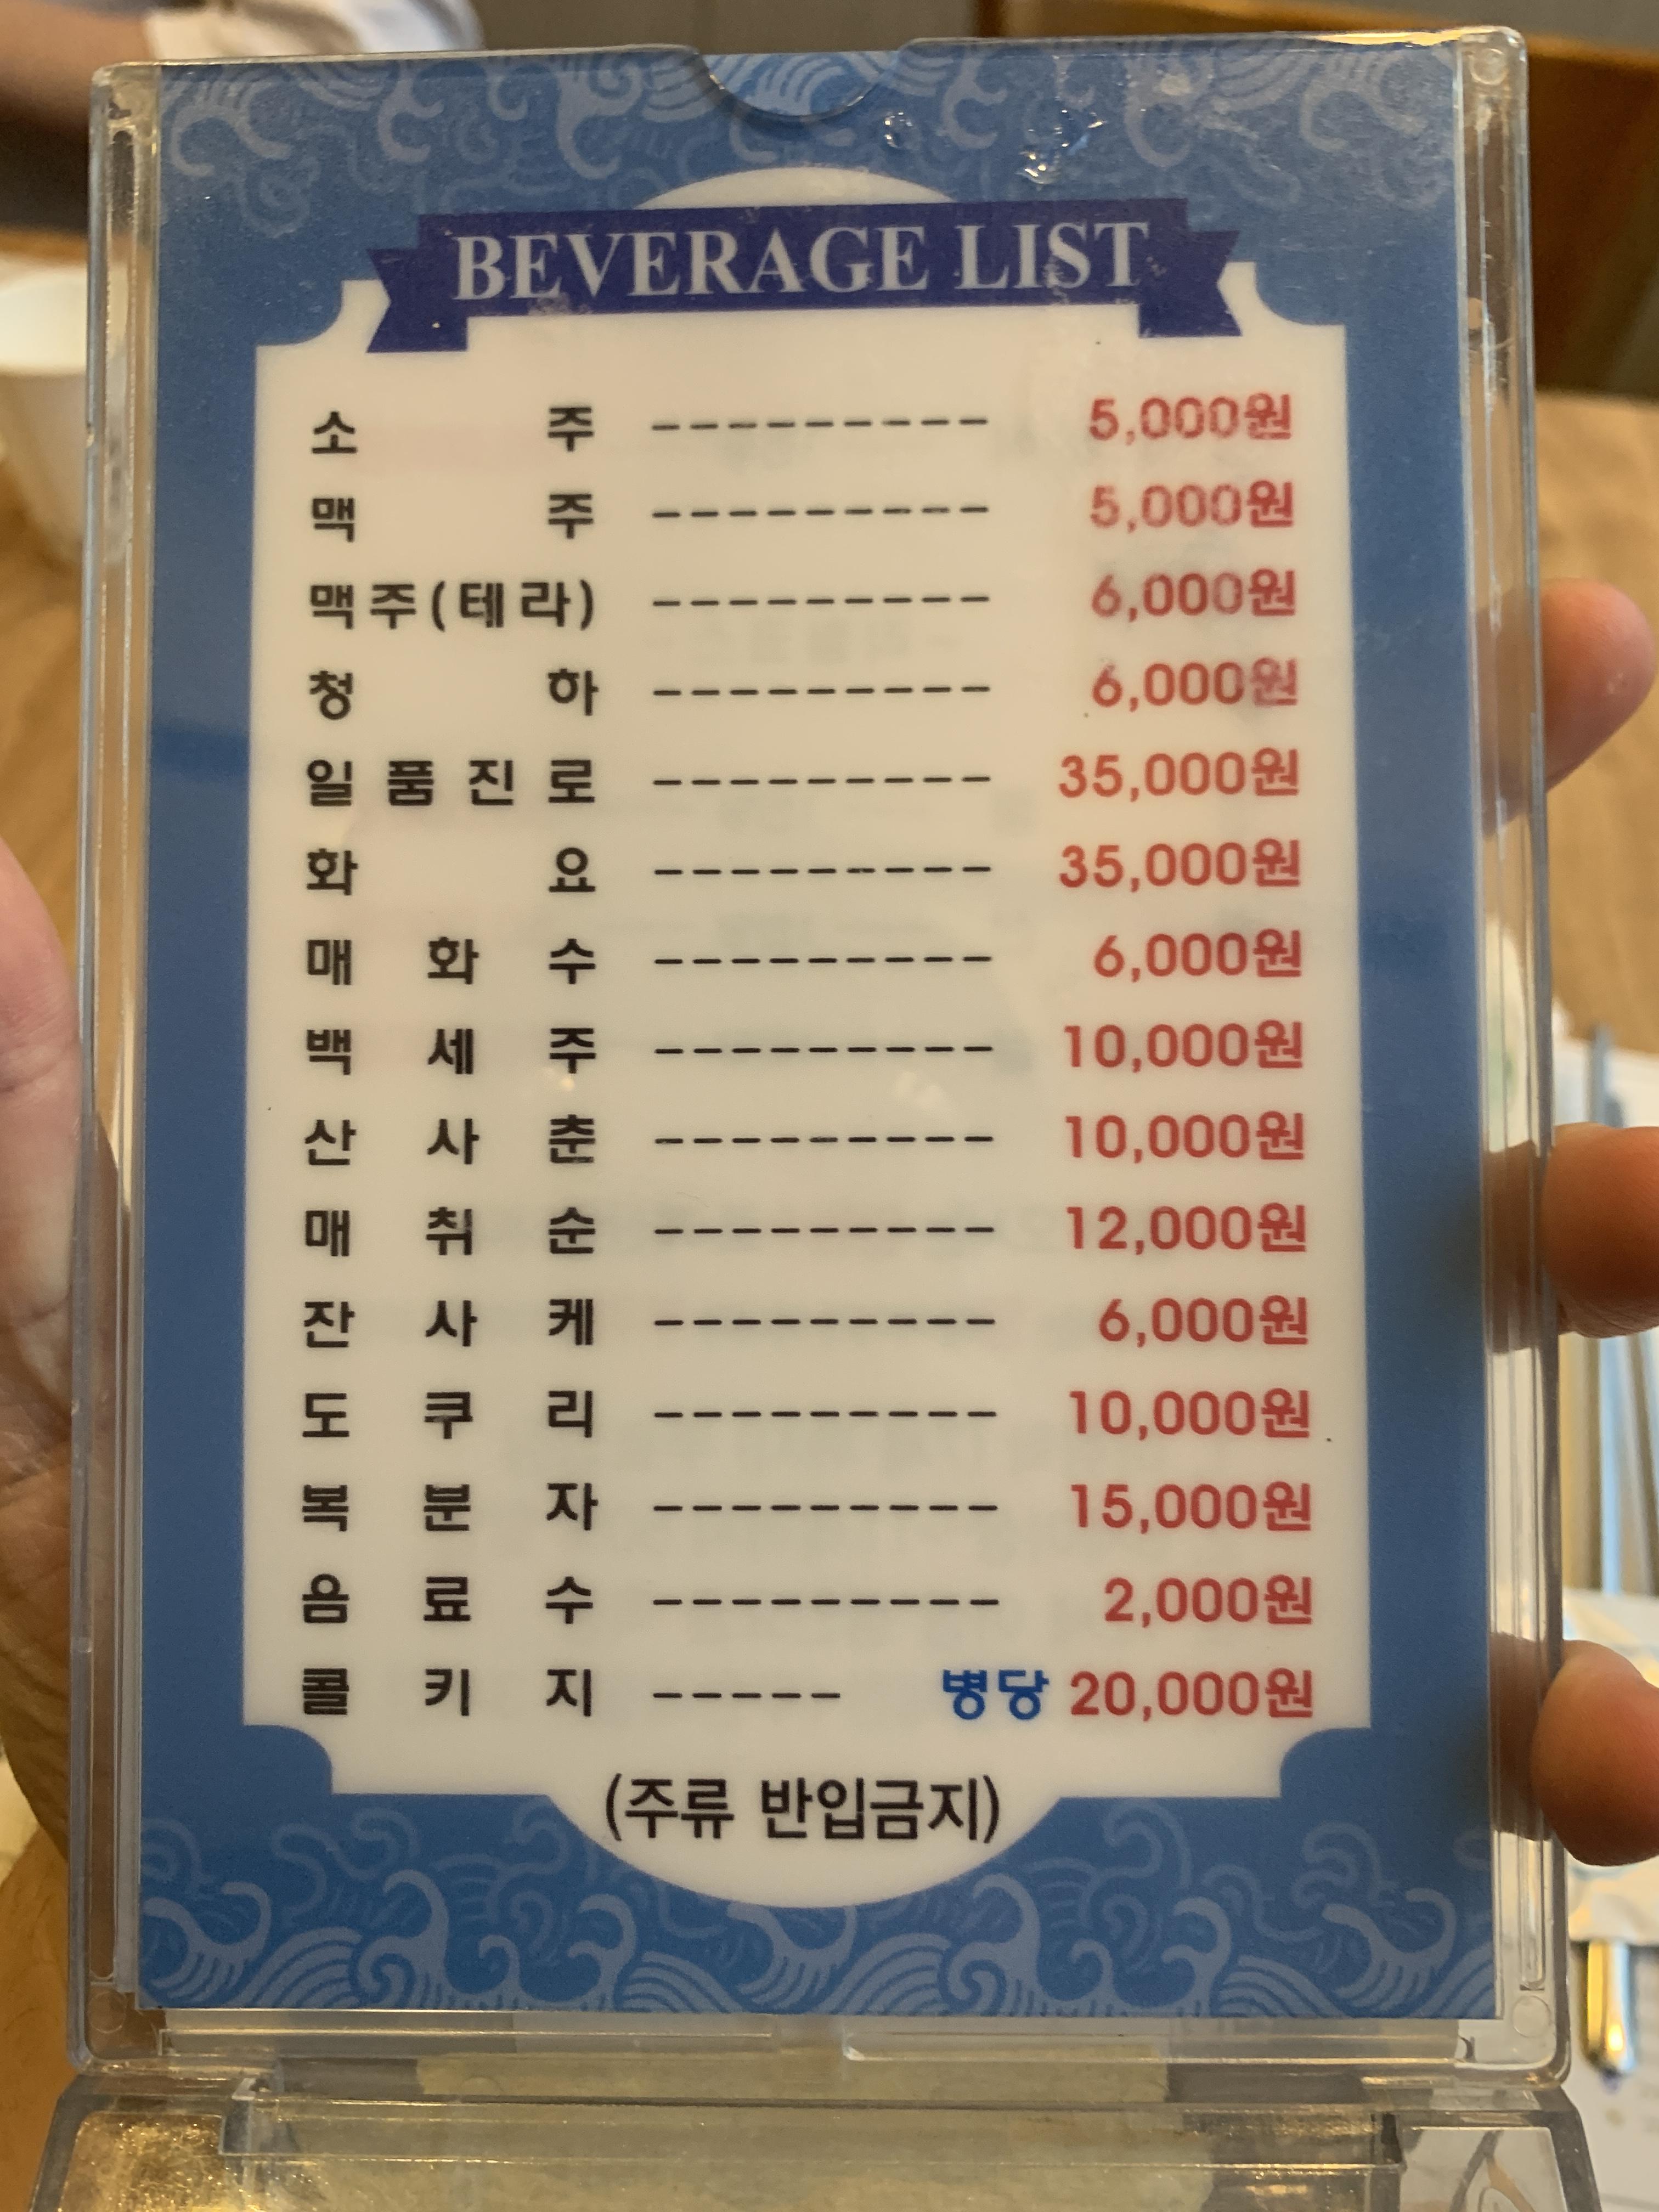 BEVERAGE LIST
소 주 --------- 5,000원
맥 주 --------- 5,000원
맥주(테라) --------- 6,000원
청 하 --------- 6,000원
일품진로 --------- 35,000원
화 요 --------- 35,000원
매 화 수 --------- 6,000원
백 세 주 --------- 10,000원
산 사 춘 --------- 10,000원
매 취 순 --------- 12,000원
잔 사 케 --------- 6,000원
도 쿠 리 --------- 10,000원
복 분 자 --------- 15,000원
음 료 수 --------- 2,000원
콜 키 지 ----- 병당 20,000원
(주류 반입금지)